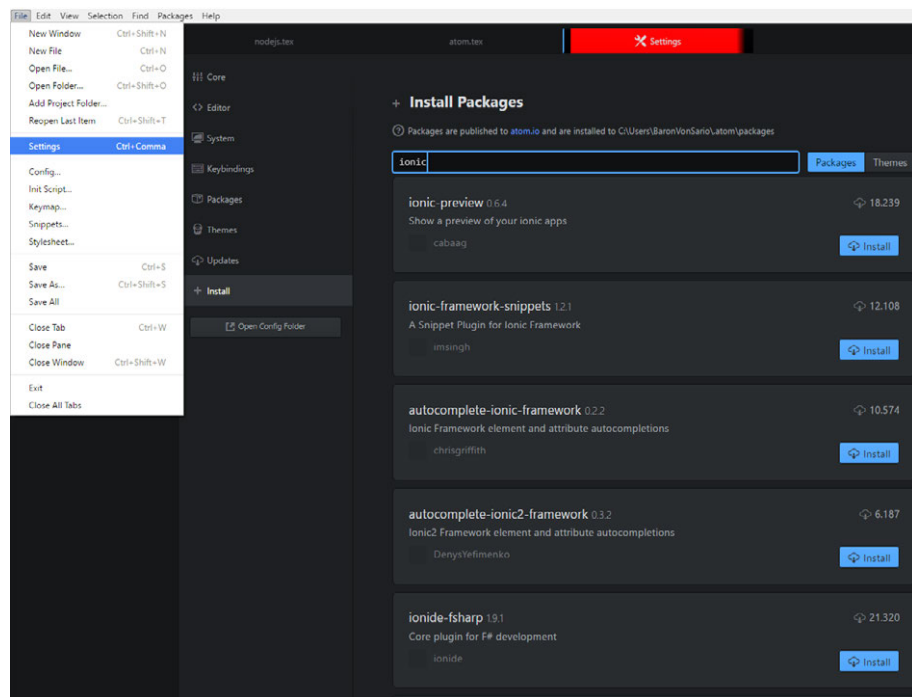 File Edit View Selection Find Packages Help
New Window Ctrl+Shift+N
New File Ctrl+N
Open File... Ctrl+O
Open Folder... Ctrl+Shift+O
Add Project Folder...
Reopen Last Item Ctrl+Shift+T
Settings Ctrl+Comma
Config...
Init Script...
Keymap...
Snippets...
Stylesheet...
Save Ctrl+S
Save As... Ctrl+Shift+S
Save All
Close Tab Ctrl+W
Close Pane
Close Window Ctrl+Shift+W
Exit
Close All Tabs
nodejs.tex atom.tex Settings
Core
Editor
System
Keybindings
Packages
Themes
Updates
Install
Open Config Folder
Install Packages
Packages are published to atom.io and are installed to C:\Users\BaronVonSario\.atom\packages
ionic
Packages Themes
ionic-preview 0.6.4 18.239
Show a preview of your ionic apps
cabaag Install
ionic-framework-snippets 1.2.1 12.108
A Snippet Plugin for Ionic Framework
imsingh Install
autocomplete-ionic-framework 0.2.2 10.574
Ionic Framework element and attribute autocompletions
chrisgriffith Install
autocomplete-ionic2-framework 0.3.2 6.187
Ionic2 Framework element and attribute autocompletions
DenysYefimenko Install
ionide-fsharp 1.9.1 21.320
Core plugin for F# development
ionide Install